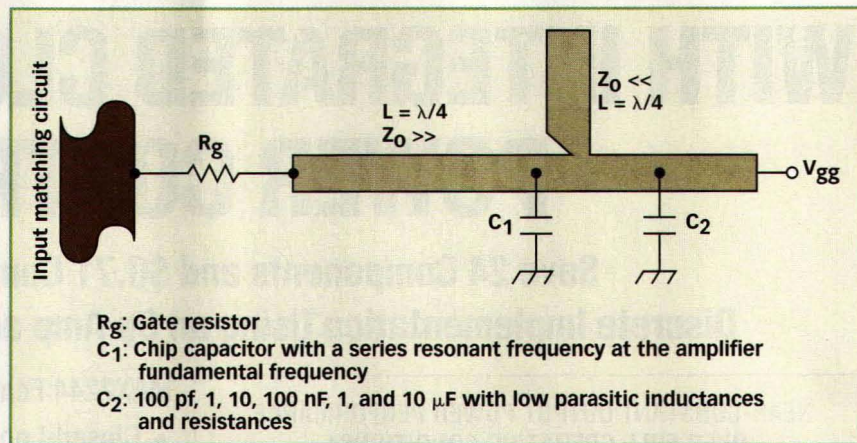 Input matching circuit
Rg
L = λ/4
Z0 >>
Z0 <<
L = λ/4
Vgg
C1
C2
Rg: Gate resistor
C1: Chip capacitor with a series resonant frequency at the amplifier
fundamental frequency
C2: 100 pf, 1, 10, 100 nF, 1, and 10 µF with low parasitic inductances
and resistances